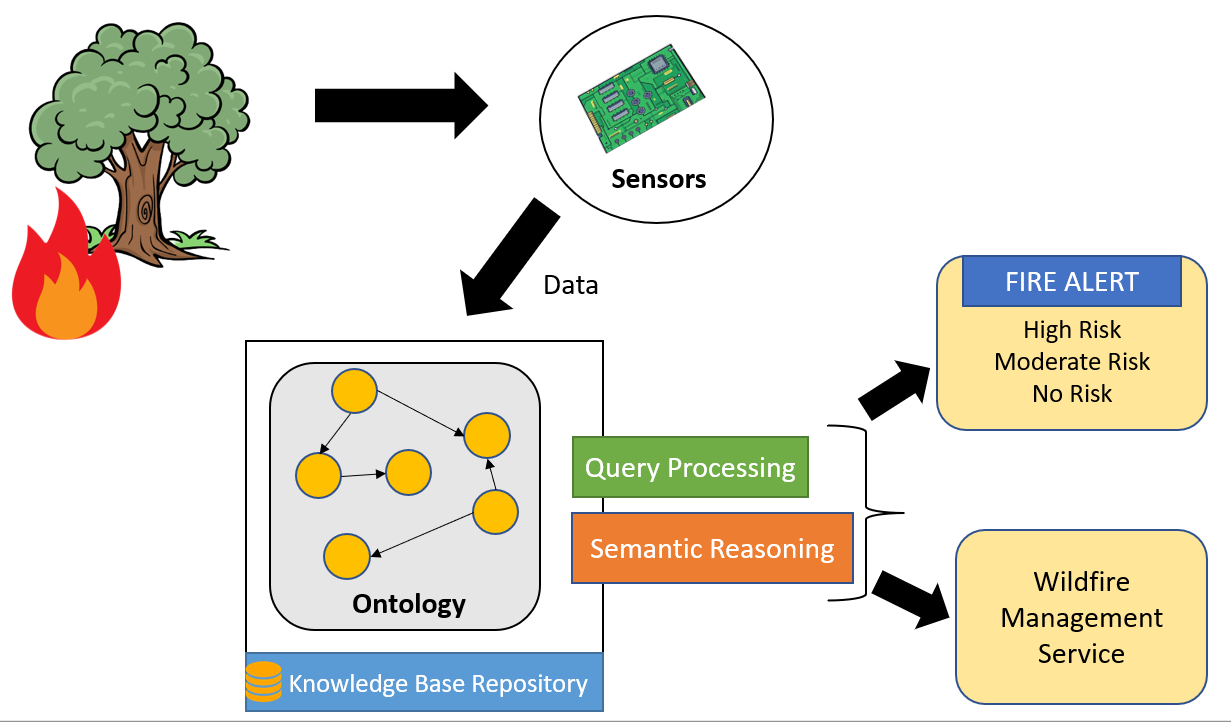 Sensors
Data
Ontology
Knowledge Base Repository
Query Processing
Semantic Reasoning
FIRE ALERT
High Risk
Moderate Risk
No Risk
Wildfire
Management
Service